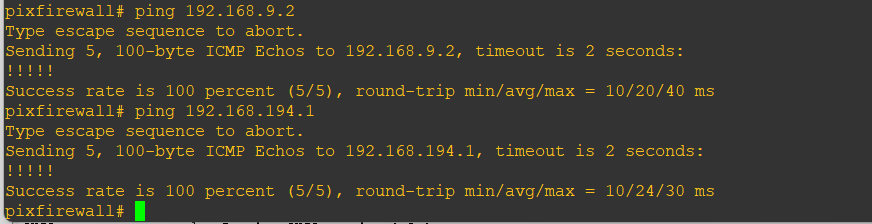 pixfirewall# ping 192.168.9.2
Type escape sequence to abort.
Sending 5, 100-byte ICMP Echos to 192.168.9.2, timeout is 2 seconds:
!!!!!
Success rate is 100 percent (5/5), round-trip min/avg/max = 10/20/40 ms
pixfirewall# ping 192.168.194.1
Type escape sequence to abort.
Sending 5, 100-byte ICMP Echos to 192.168.194.1, timeout is 2 seconds:
!!!!!
Success rate is 100 percent (5/5), round-trip min/avg/max = 10/24/30 ms
pixfirewall#